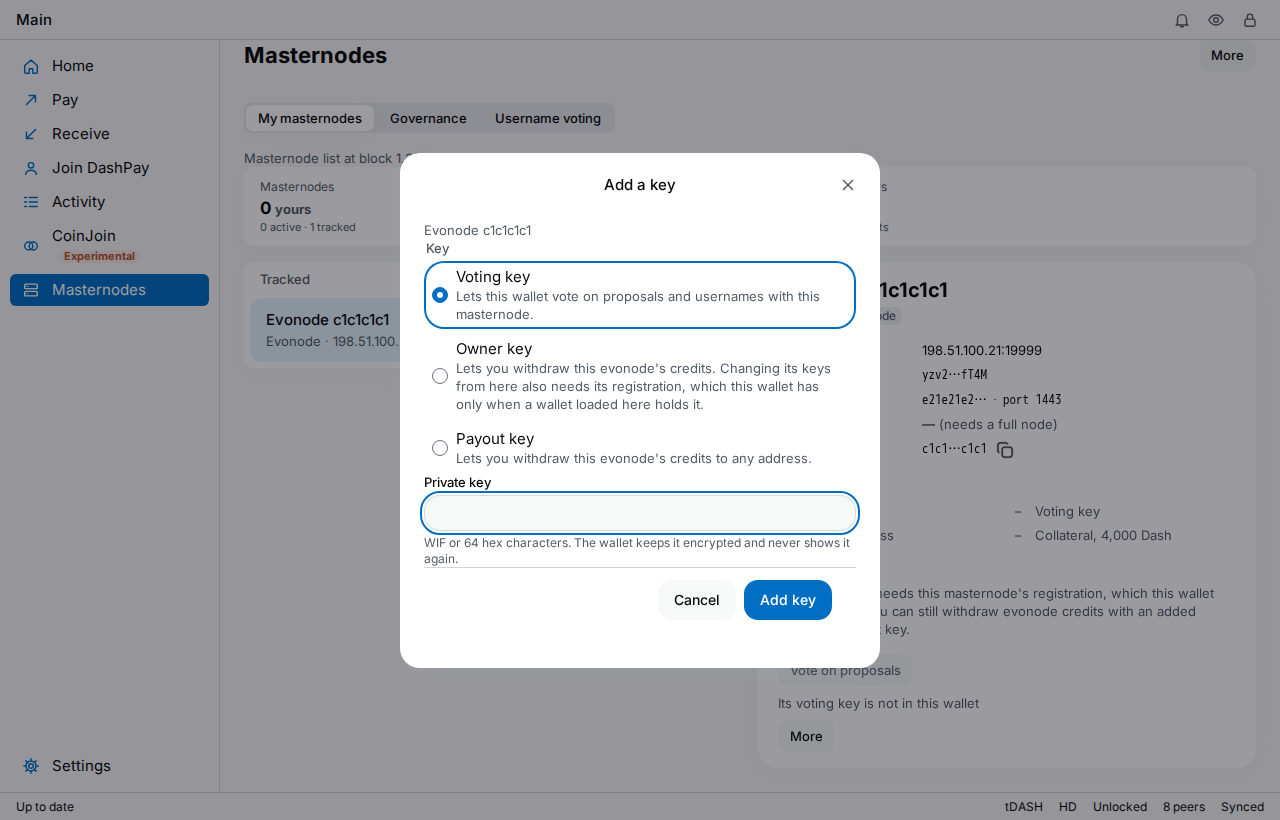 Main
Home
Pay
Receive
Join DashPay
Activity
CoinJoin
Experimental
Masternodes
Settings
Masternodes
More
My masternodes
Governance
Username voting
Masternode list at block 1
Masternodes
0 yours
0 active · 1 tracked
Tracked
Evonode c1c1c1c1
Evonode · 198.51.100.
Add a key
Evonode c1c1c1c1
Key
Voting key
Lets this wallet vote on proposals and usernames with this
masternode.
Owner key
Lets you withdraw this evonode's credits. Changing its keys
from here also needs its registration, which this wallet has
only when a wallet loaded here holds it.
Payout key
Lets you withdraw this evonode's credits to any address.
Private key
WIF or 64 hex characters. The wallet keeps it encrypted and never shows it
again.
Cancel
Add key
1c1c1c1
198.51.100.21:19999
yzv2…fT4M
e21e21e2… · port 1443
— (needs a full node)
c1c1…c1c1
– Voting key
– Collateral, 4,000 Dash
needs this masternode's registration, which this wallet
can still withdraw evonode credits with an added
key.
Vote on proposals
Its voting key is not in this wallet
More
Up to date
tDASH
HD
Unlocked
8 peers
Synced